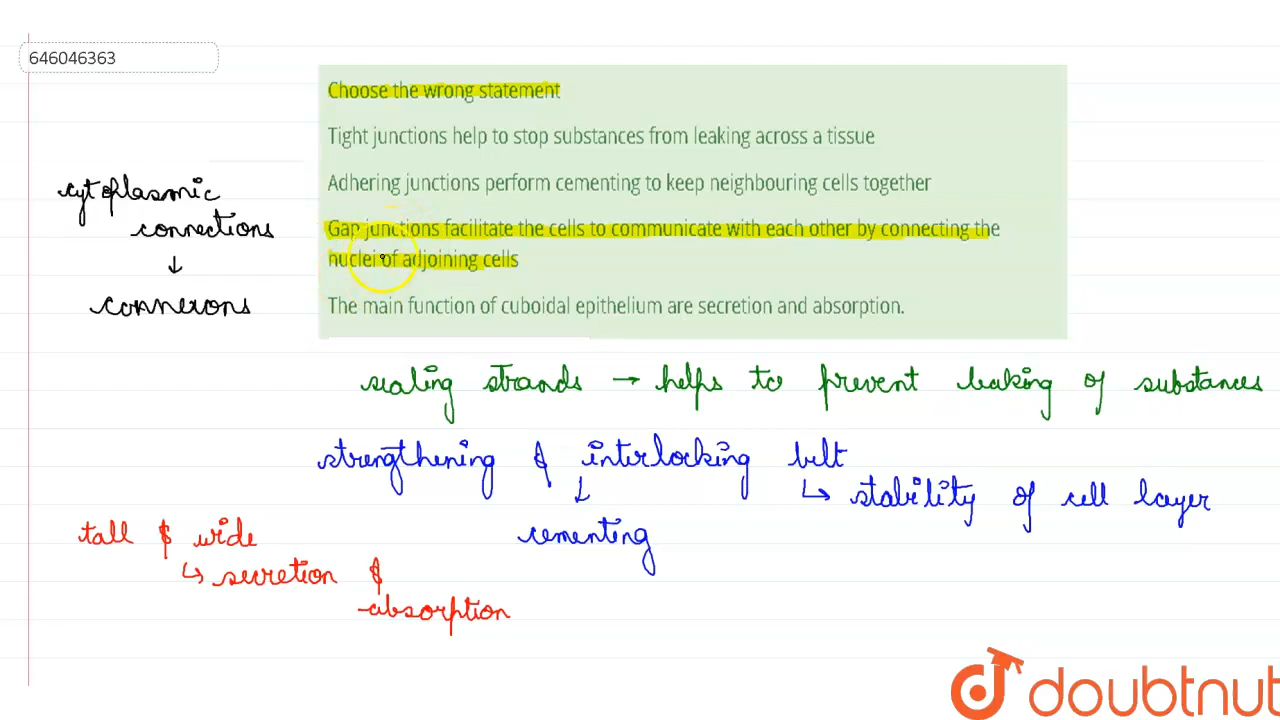 646046363
Choose the wrong statement
Tight junctions help to stop substances from leaking across a tissue
Adhering junctions perform cementing to keep neighbouring cells together
Gap junctions facilitate the cells to communicate with each other by connecting the
nuclei of adjoining cells
The main function of cuboidal epithelium are secretion and absorption.
cytoplasmic
connections
↓
connexons
sealing strands → helps to prevent leaking of substances
strengthening & interlocking belt
↓ ↳ stability of cell layer
cementing
tall & wide
↳ secretion &
absorption
doubtnut